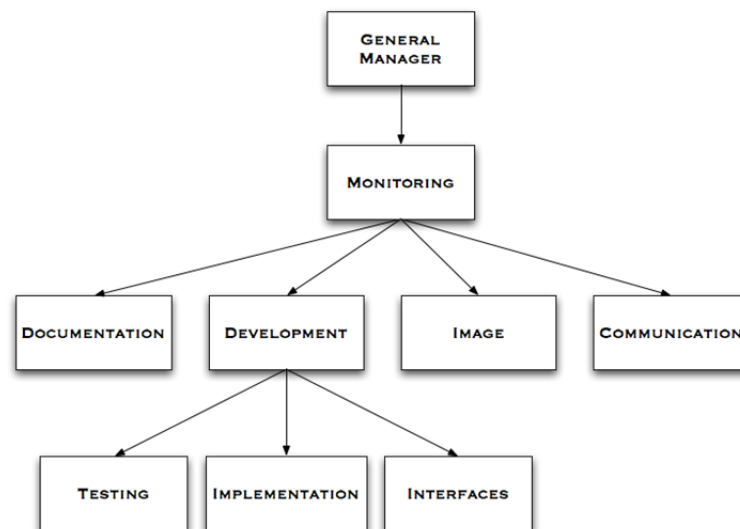 GENERAL
MANAGER
MONITORING
DOCUMENTATION
DEVELOPMENT
IMAGE
COMMUNICATION
TESTING
IMPLEMENTATION
INTERFACES